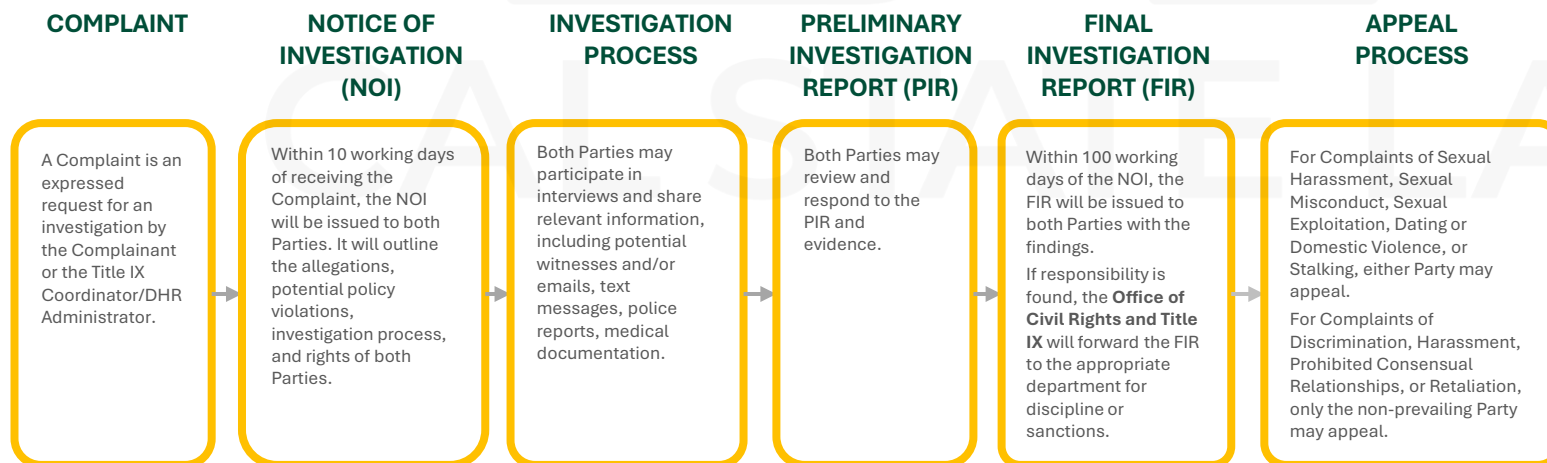 COMPLAINT
A Complaint is an
expressed
request for an
investigation by
the Complainant
or the Title IX
Coordinator/DHR
Administrator.
NOTICE OF
INVESTIGATION
(NOI)
Within 10 working days
of receiving the
Complaint, the NOI
will be issued to both
Parties. It will outline
the allegations,
potential policy
violations,
investigation process,
and rights of both
Parties.
INVESTIGATION
PROCESS
Both Parties may
participate in
interviews and share
relevant information,
including potential
witnesses and/or
emails, text
messages, police
reports, medical
documentation.
PRELIMINARY
INVESTIGATION
REPORT (PIR)
Both Parties may
review and
respond to the
PIR and
evidence.
FINAL
INVESTIGATION
REPORT (FIR)
Within 100 working
days of the NOI, the
FIR will be issued to
both Parties with the
findings.
If responsibility is
found, the Office of
Civil Rights and Title
IX will forward the FIR
to the appropriate
department for
discipline or
sanctions.
APPEAL
PROCESS
For Complaints of Sexual
Harassment, Sexual
Misconduct, Sexual
Exploitation, Dating or
Domestic Violence, or
Stalking, either Party may
appeal.
For Complaints of
Discrimination, Harassment,
Prohibited Consensual
Relationships, or Retaliation,
only the non-prevailing Party
may appeal.
CAL STATE LA